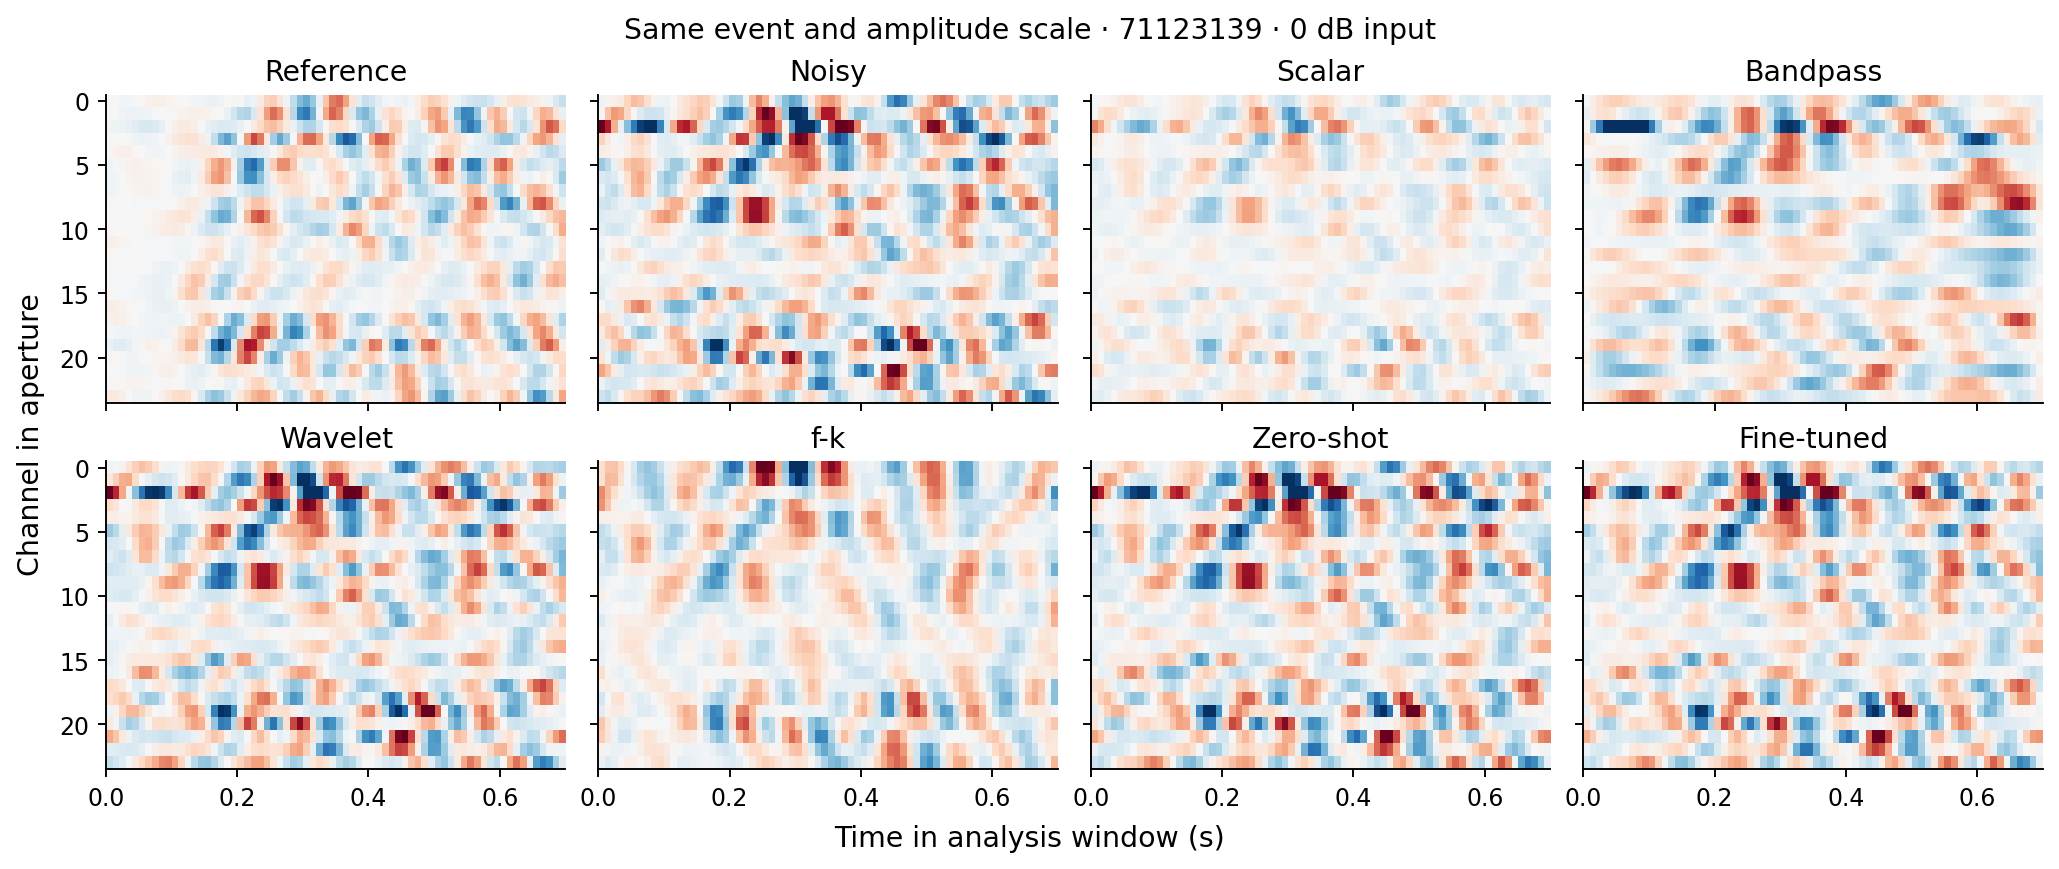 Same event and amplitude scale · 71123139 · 0 dB input
Reference
Noisy
Scalar
Bandpass
0
5
10
15
20
Channel in aperture
Wavelet
f-k
Zero-shot
Fine-tuned
0
5
10
15
20
0.0 0.2 0.4 0.6
0.0 0.2 0.4 0.6
0.0 0.2 0.4 0.6
0.0 0.2 0.4 0.6
Time in analysis window (s)